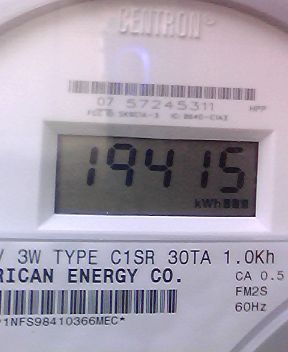 CENTRON
07 57245311
19415
kWh
V 3W TYPE C1SR 30TA 1.0Kh
RICAN ENERGY CO.
CA 0.5
FM2S
60Hz
1NFS98410366MEC*